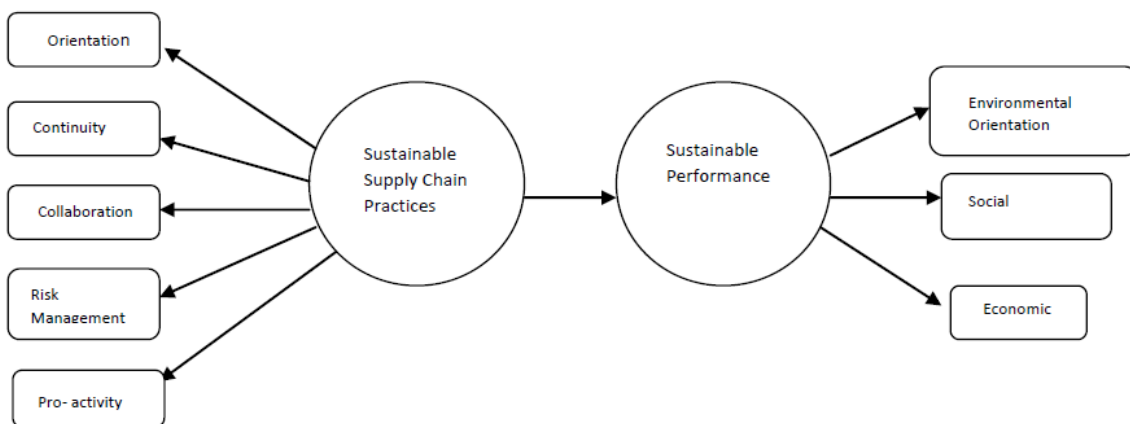 Orientation
Continuity
Collaboration
Risk
Management
Pro- activity
Sustainable
Supply Chain
Practices
Sustainable
Performance
Environmental
Orientation
Social
Economic